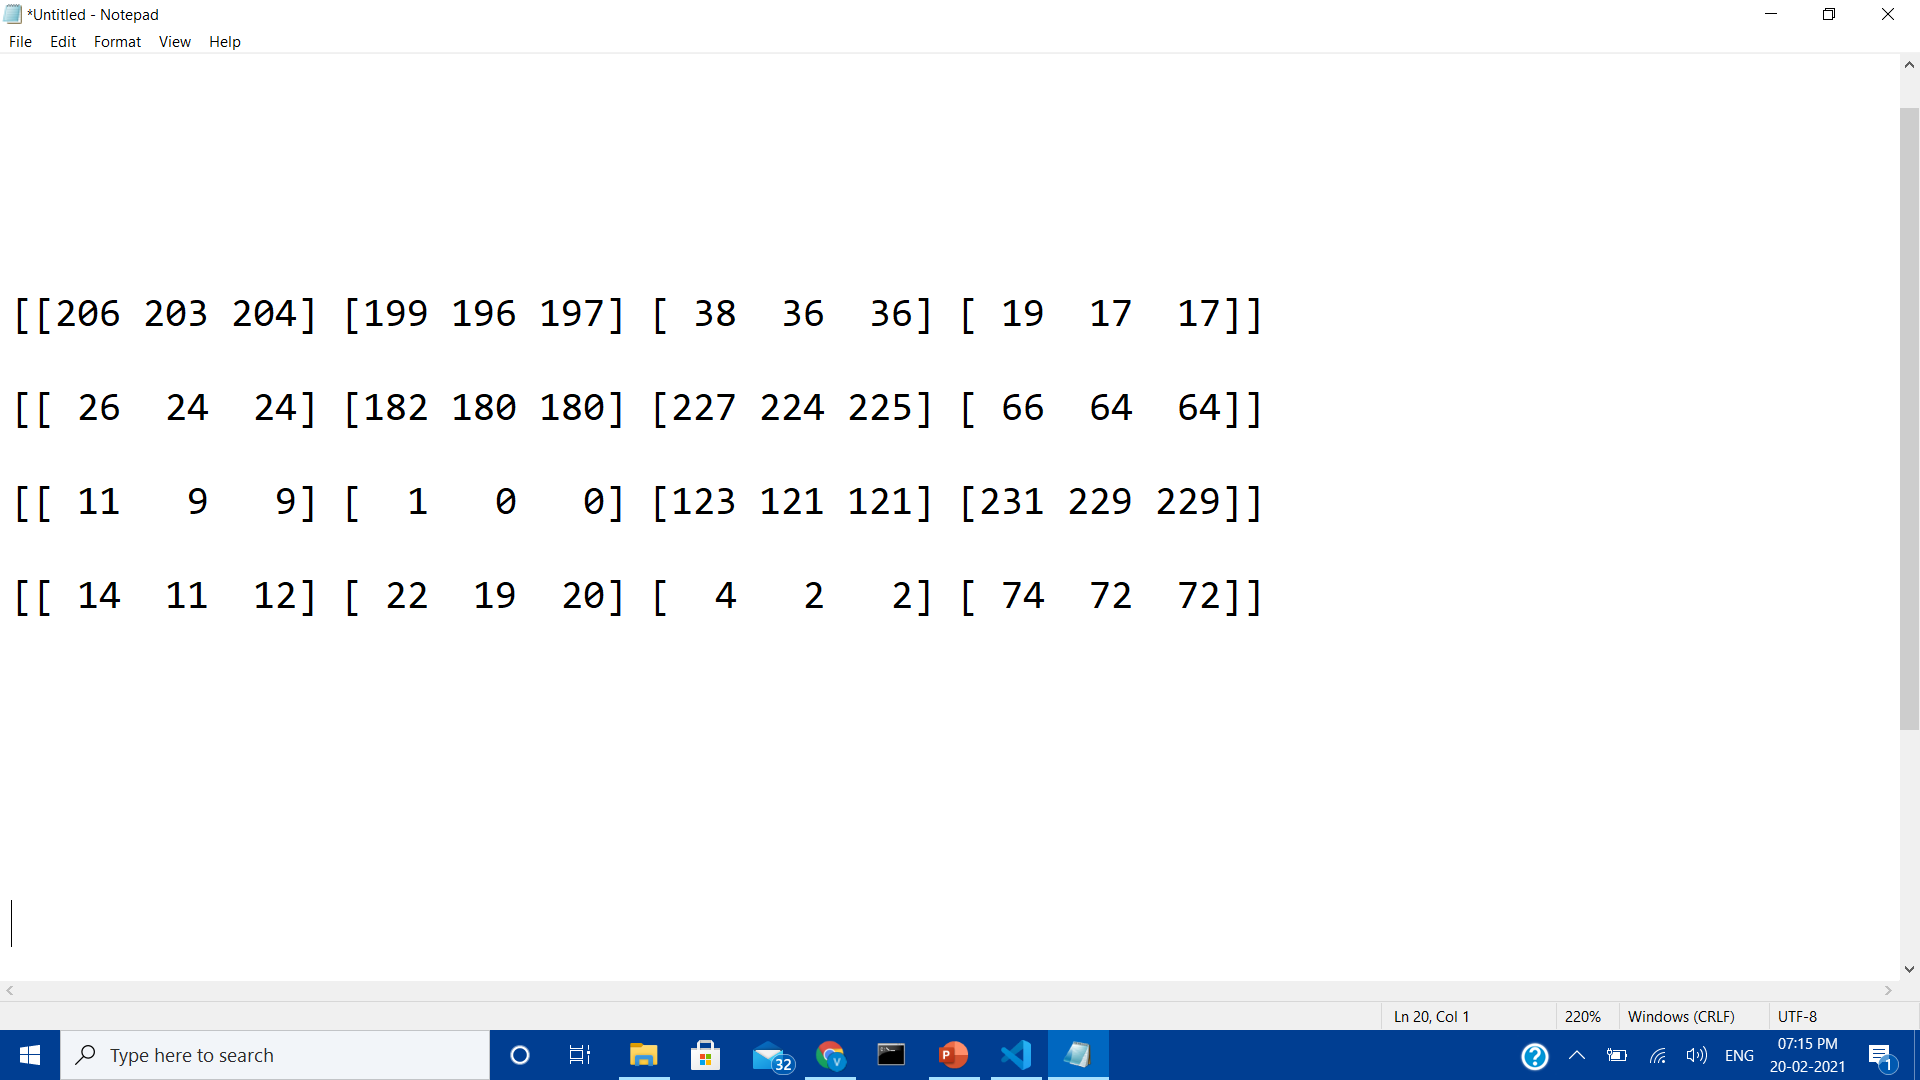 *Untitled - Notepad
File Edit Format View Help
[[206 203 204] [199 196 197] [ 38  36  36] [ 19  17  17]]
[[ 26  24  24] [182 180 180] [227 224 225] [ 66  64  64]]
[[ 11   9   9] [  1   0   0] [123 121 121] [231 229 229]]
[[ 14  11  12] [ 22  19  20] [  4   2   2] [ 74  72  72]]
Ln 20, Col 1 220% Windows (CRLF) UTF-8
Type here to search 32 V P ? ENG 07:15 PM 1
20-02-2021